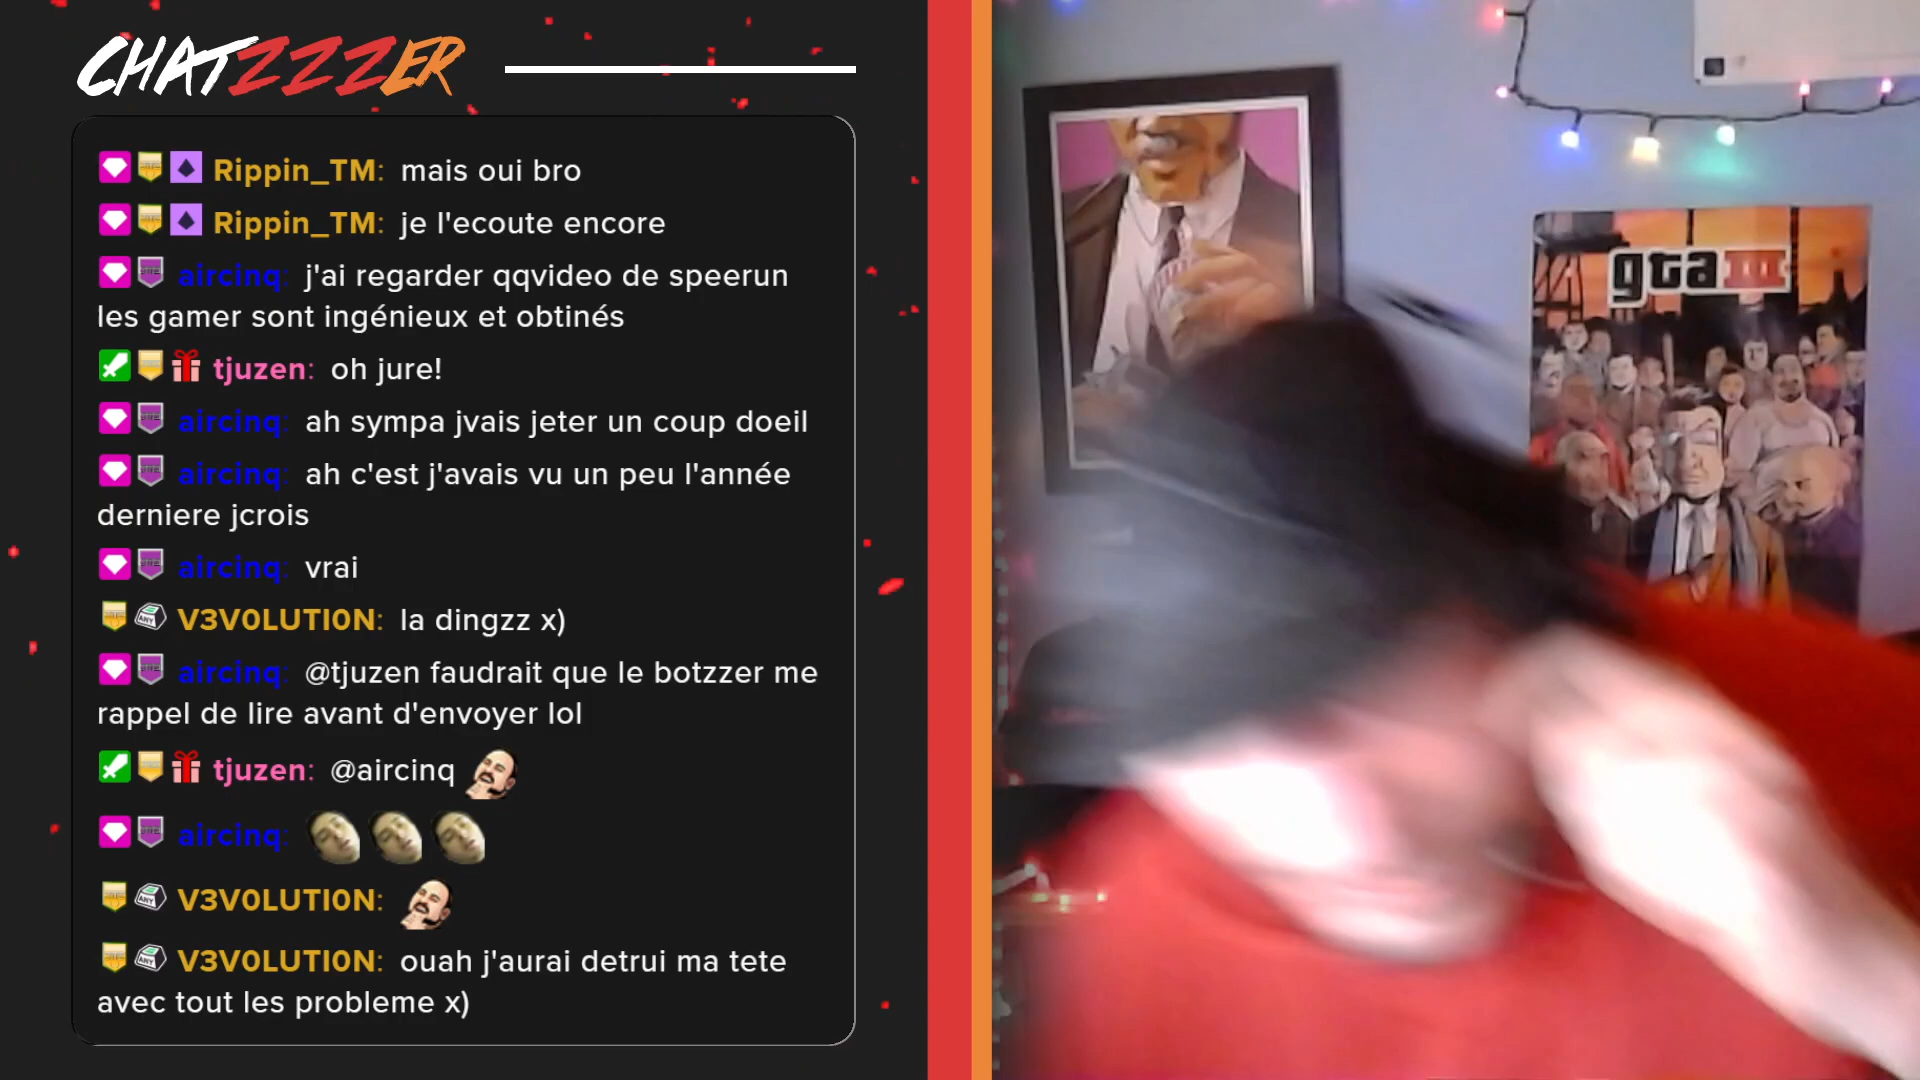 CHATZZZER
Rippin_TM: mais oui bro
Rippin_TM: je l'ecoute encore
aircinq: j'ai regarder qqvideo de speerun
les gamer sont ingénieux et obtinés
tjuzen: oh jure!
aircinq: ah sympa jvais jeter un coup doeil
aircinq: ah c'est j'avais vu un peu l'année
derniere jcrois
aircinq: vrai
V3V0LUTI0N: la dingzz x)
aircinq: @tjuzen faudrait que le botzzer me
rappel de lire avant d'envoyer lol
tjuzen: @aircinq
aircinq:
V3V0LUTI0N:
V3V0LUTI0N: ouah j'aurai detrui ma tete
avec tout les probleme x)
gta III